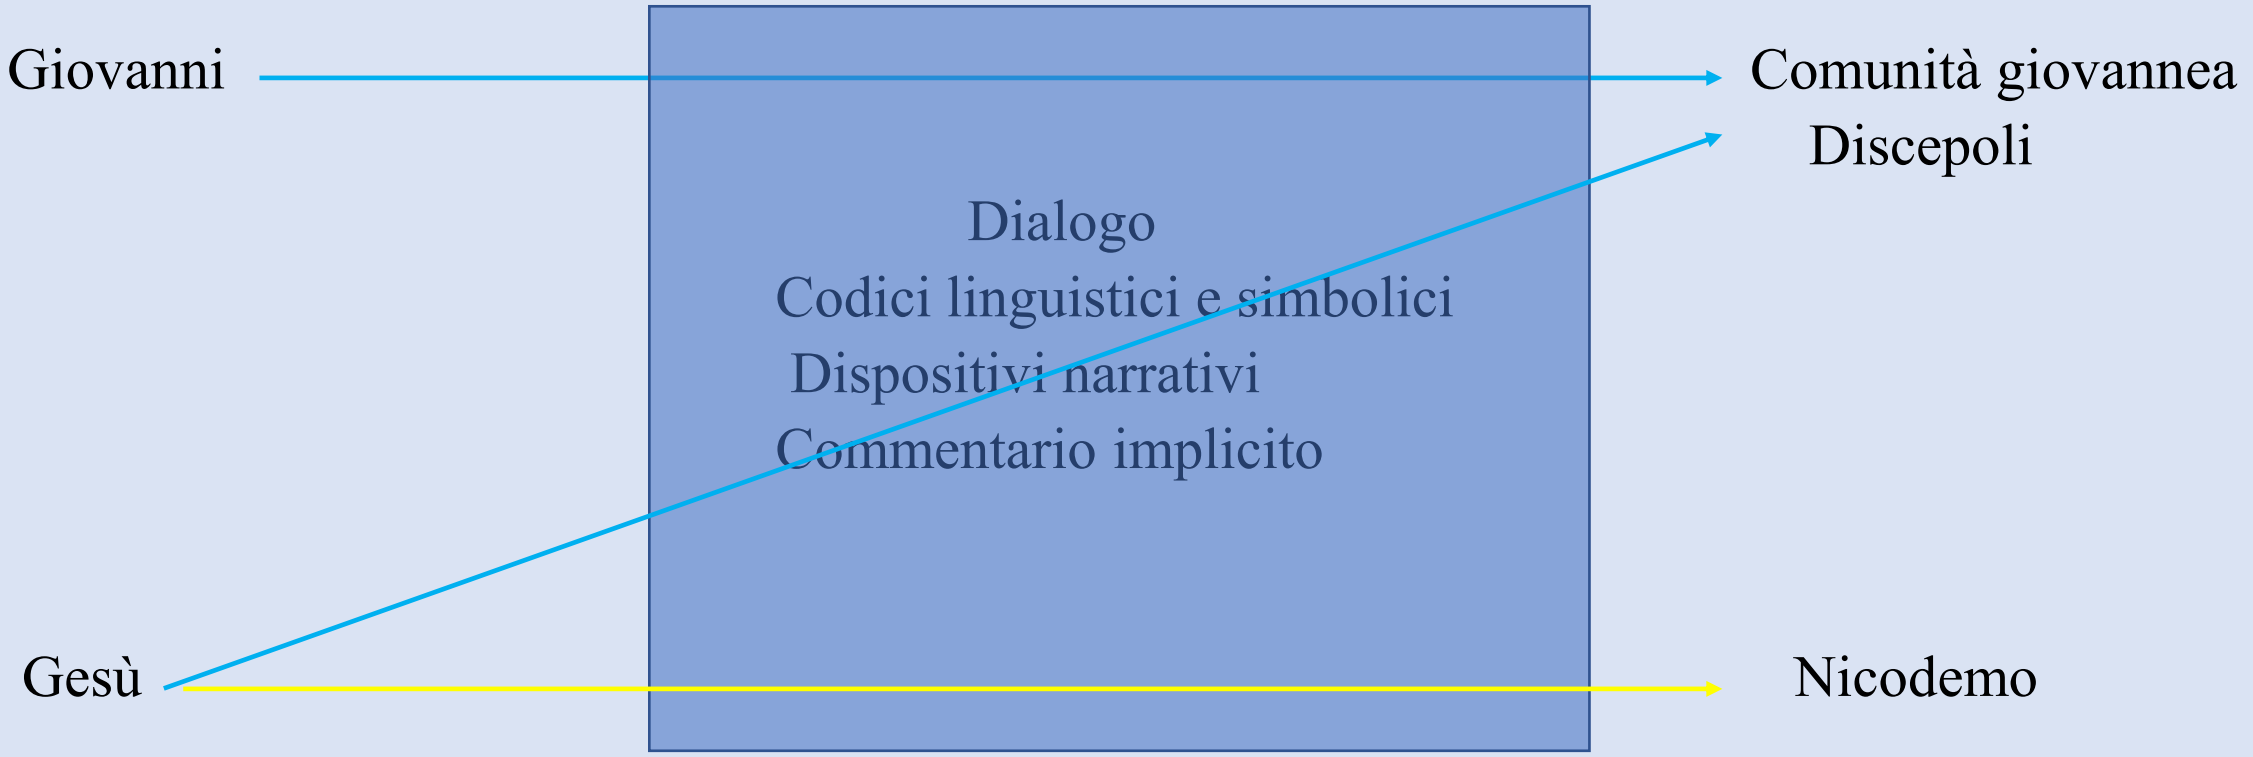 Giovanni
Comunità giovannea
Discepoli
Dialogo
Codici linguistici e simbolici
Dispositivi narrativi
Commentario implicito
Gesù
Nicodemo